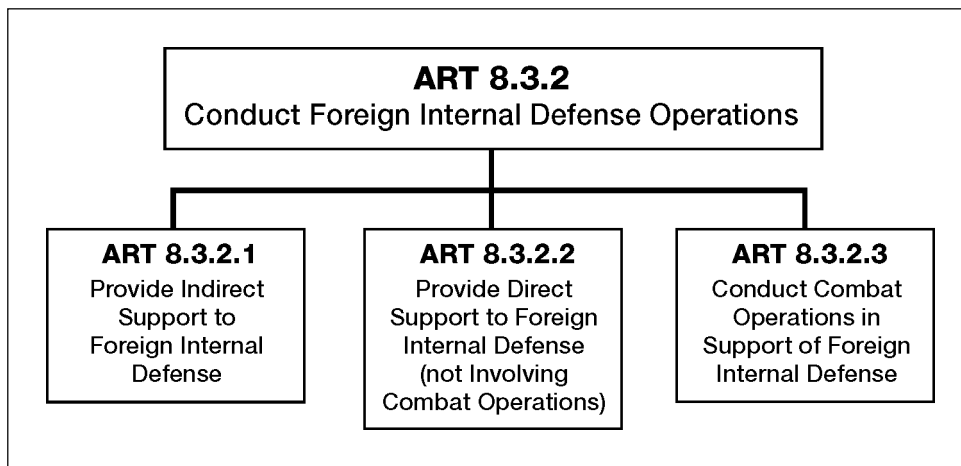 ART 8.3.2
Conduct Foreign Internal Defense Operations
ART 8.3.2.1
Provide Indirect
Support to
Foreign Internal
Defense
ART 8.3.2.2
Provide Direct
Support to Foreign
Internal Defense
(not Involving
Combat Operations)
ART 8.3.2.3
Conduct Combat
Operations in
Support of Foreign
Internal Defense